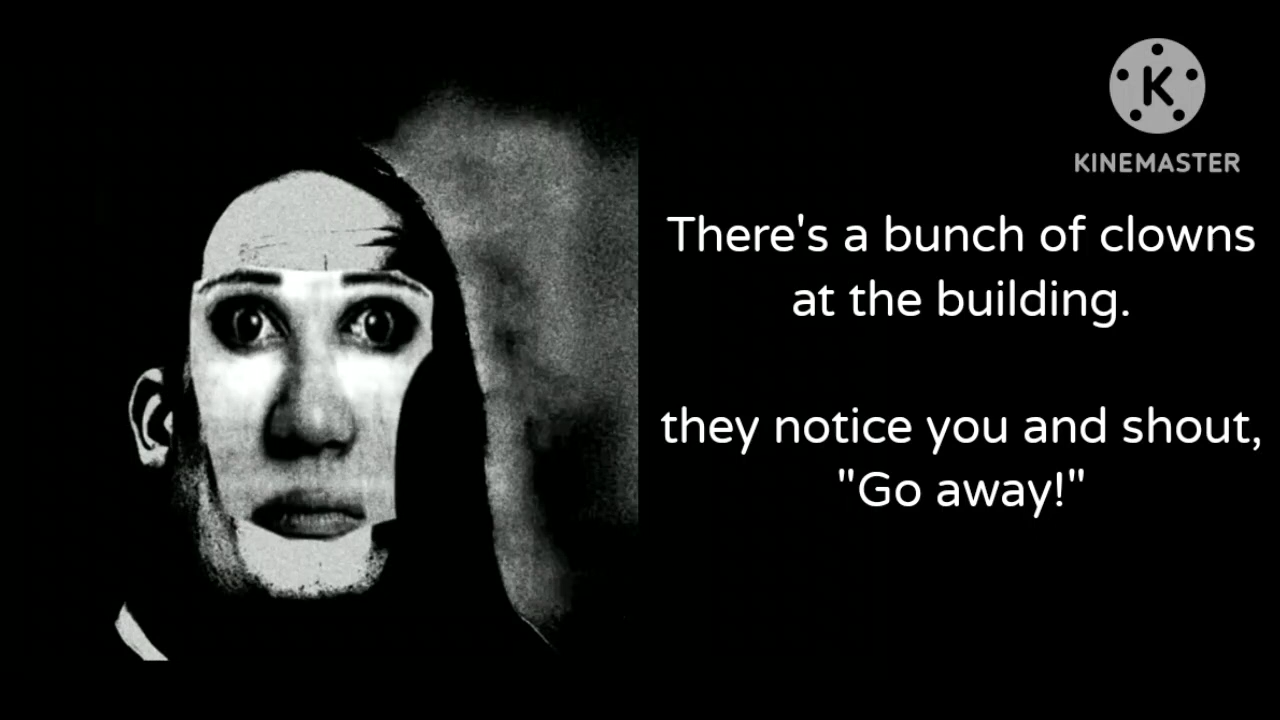 K
KINEMASTER
There's a bunch of clowns
at the building.
they notice you and shout,
"Go away!"